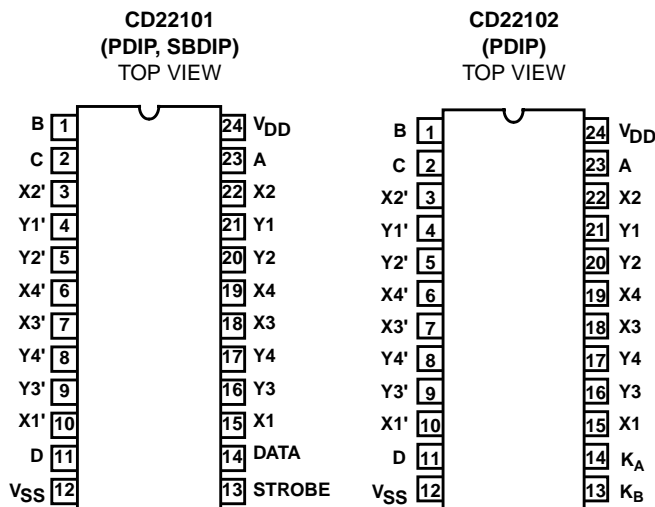 CD22101
(PDIP, SBDIP)
TOP VIEW
B 1 24 VDD
C 2 23 A
X2' 3 22 X2
Y1' 4 21 Y1
Y2' 5 20 Y2
X4' 6 19 X4
X3' 7 18 X3
Y4' 8 17 Y4
Y3' 9 16 Y3
X1' 10 15 X1
D 11 14 DATA
VSS 12 13 STROBE
CD22102
(PDIP)
TOP VIEW
B 1 24 VDD
C 2 23 A
X2' 3 22 X2
Y1' 4 21 Y1
Y2' 5 20 Y2
X4' 6 19 X4
X3' 7 18 X3
Y4' 8 17 Y4
Y3' 9 16 Y3
X1' 10 15 X1
D 11 14 KA
VSS 12 13 KB